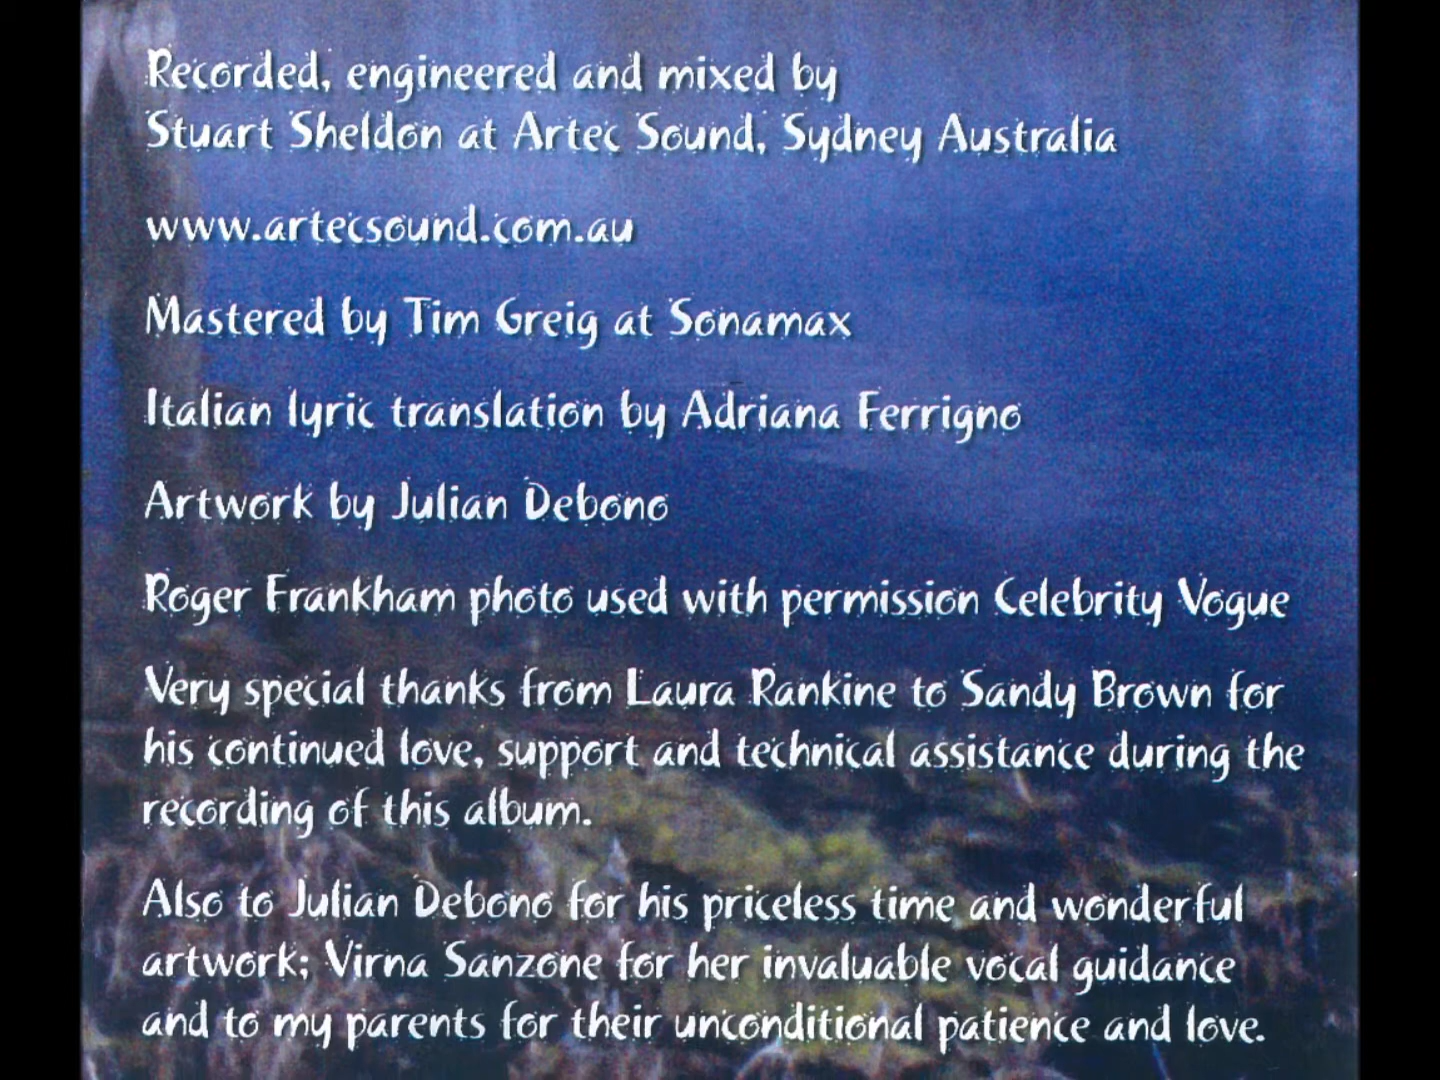 Recorded, engineered and mixed by
Stuart Sheldon at Artec Sound, Sydney Australia
www.artecsound.com.au
Mastered by Tim Greig at Sonamax
Italian lyric translation by Adriana Ferrigno
Artwork by Julian Debono
Roger Frankham photo used with permission Celebrity Vogue
Very special thanks from Laura Rankine to Sandy Brown for
his continued love, support and technical assistance during the
recording of this album.
Also to Julian Debono for his priceless time and wonderful
artwork; Virna Sanzone for her invaluable vocal guidance
and to my parents for their unconditional patience and love.